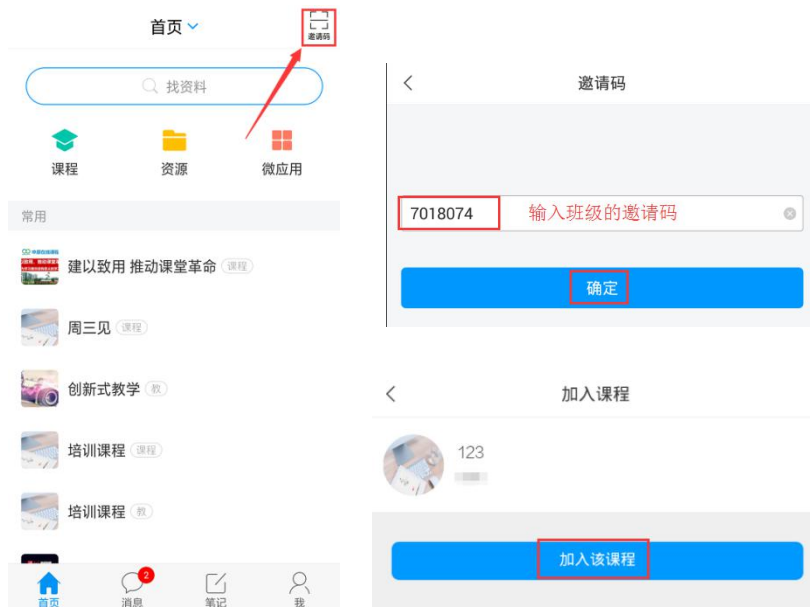 首页
邀请码
找资料
课程
资源
微应用
常用
建以致用 推动课堂革命 课程
周三见 课程
创新式教学 教
培训课程 课程
培训课程 教
首页
2
消息
笔记
我
邀请码
7018074
输入班级的邀请码
确定
加入课程
123
加入该课程